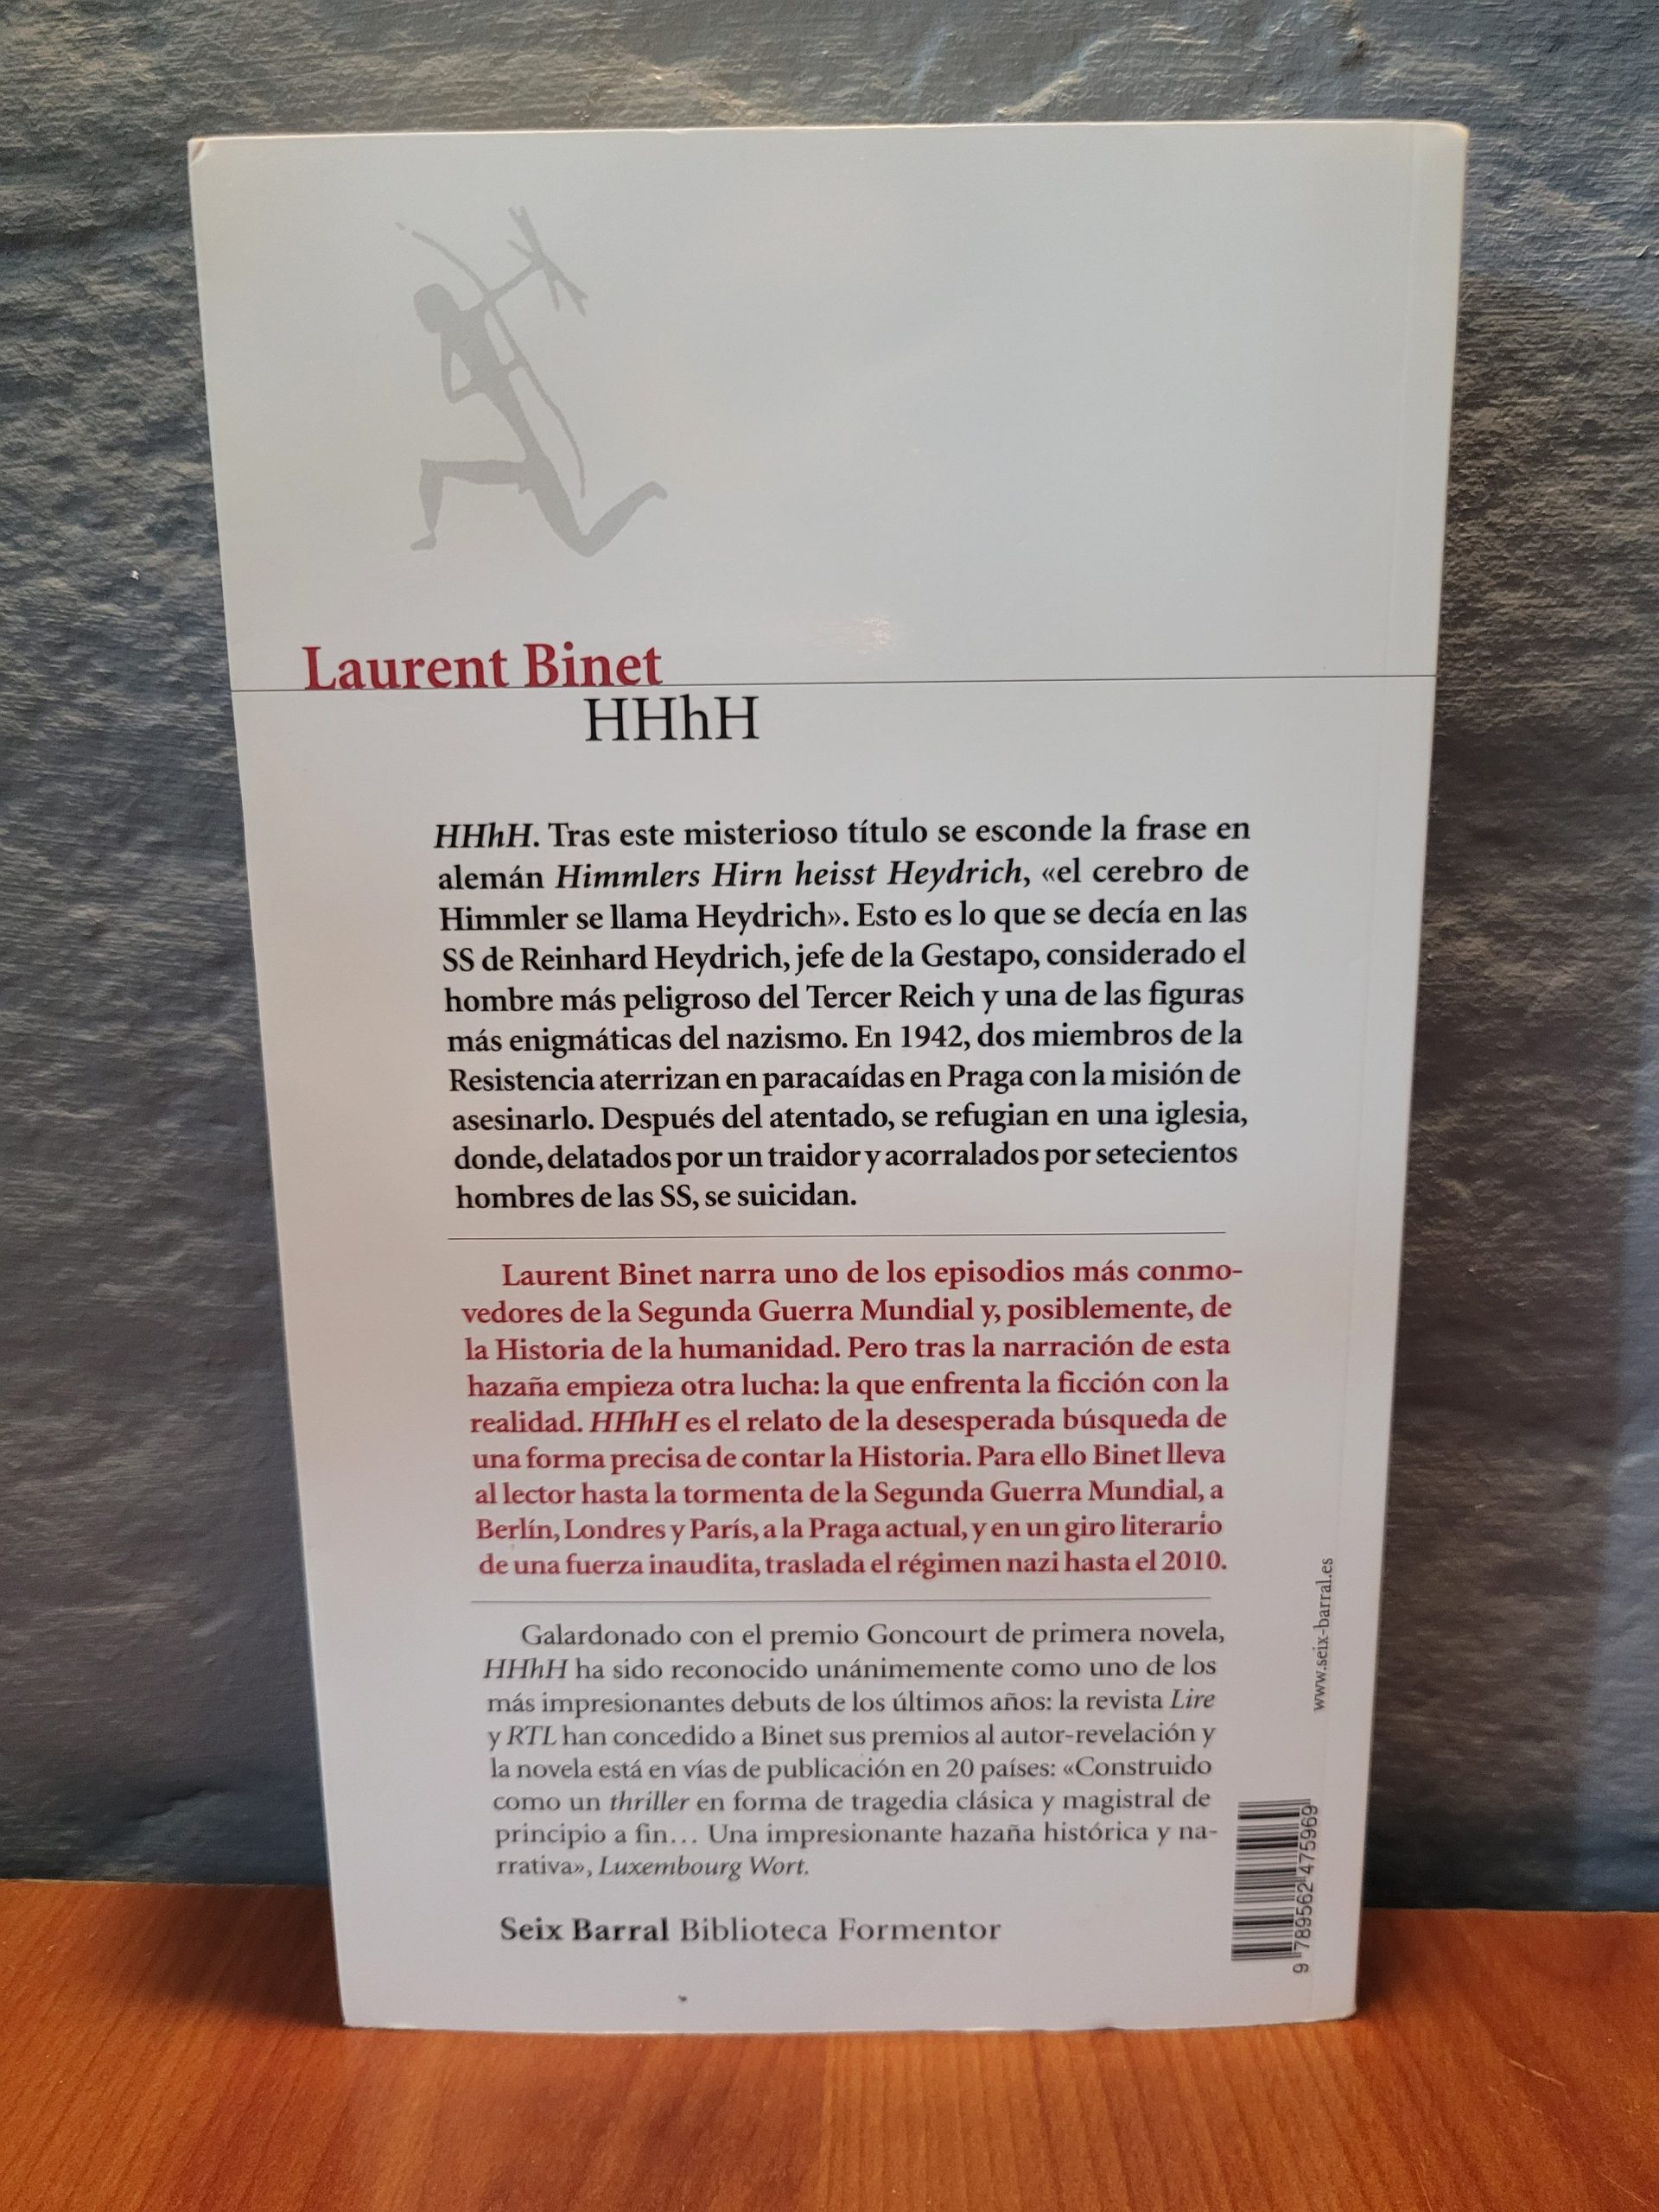 Laurent Binet
HHhH
HHhH. Tras este misterioso título se esconde la frase en
alemán Himmlers Hirn heisst Heydrich, «el cerebro de
Himmler se llama Heydrich». Esto es lo que se decía en las
SS de Reinhard Heydrich, jefe de la Gestapo, considerado el
hombre más peligroso del Tercer Reich y una de las figuras
más enigmáticas del nazismo. En 1942, dos miembros de la
Resistencia aterrizan en paracaídas en Praga con la misión de
asesinarlo. Después del atentado, se refugian en una iglesia,
donde, delatados por un traidor y acorralados por setecientos
hombres de las SS, se suicidan.
Laurent Binet narra uno de los episodios más conmo-
vedores de la Segunda Guerra Mundial y, posiblemente, de
la Historia de la humanidad. Pero tras la narración de esta
hazaña empieza otra lucha: la que enfrenta la ficción con la
realidad. HHhH es el relato de la desesperada búsqueda de
una forma precisa de contar la Historia. Para ello Binet lleva
al lector hasta la tormenta de la Segunda Guerra Mundial, a
Berlín, Londres y París, a la Praga actual, y en un giro literario
de una fuerza inaudita, traslada el régimen nazi hasta el 2010.
Galardonado con el premio Goncourt de primera novela,
HHhH ha sido reconocido unánimemente como uno de los
más impresionantes debuts de los últimos años: la revista Lire
y RTL han concedido a Binet sus premios al autor-revelación y
la novela está en vías de publicación en 20 países: «Construido
como un thriller en forma de tragedia clásica y magistral de
principio a fin… Una impresionante hazaña histórica y na-
rrativa», Luxembourg Wort.
Seix Barral Biblioteca Formentor
www.seix-barral.es
9 789562 475969